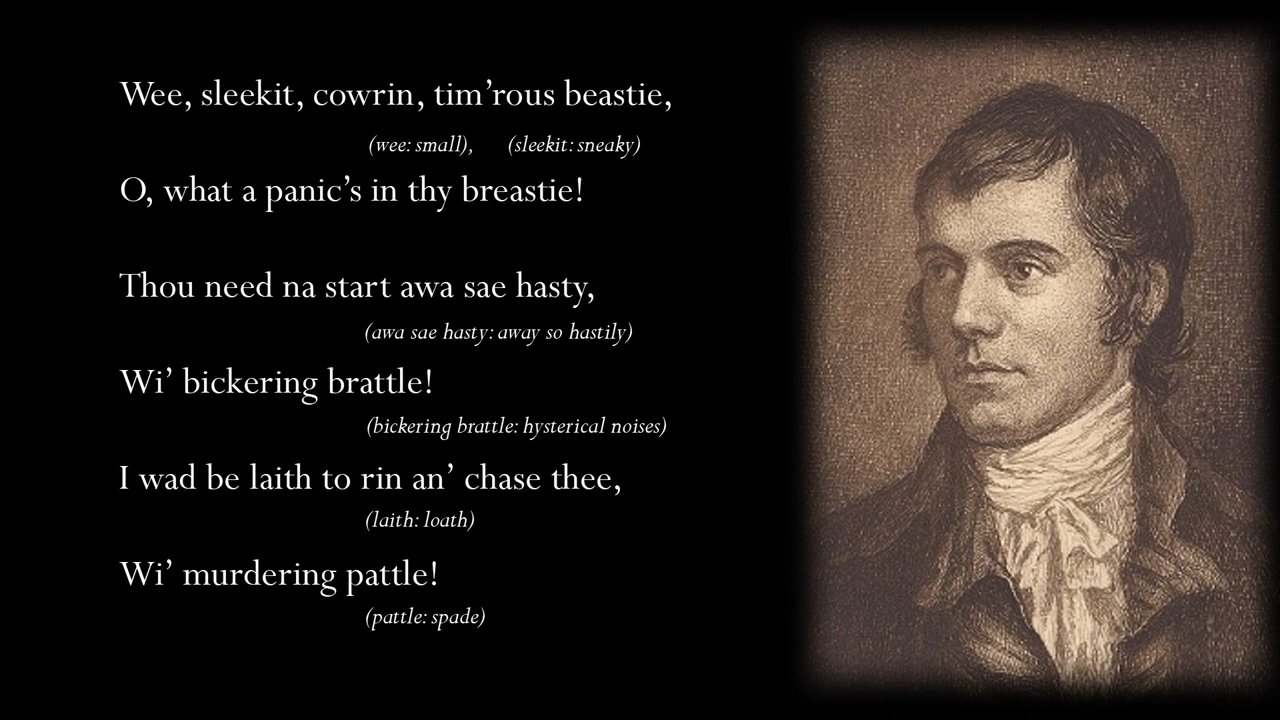 Wee, sleekit, cowrin, tim’rous beastie,
(wee: small), (sleekit: sneaky)
O, what a panic’s in thy breastie!
Thou need na start awa sae hasty,
(awa sae hasty: away so hastily)
Wi’ bickering brattle!
(bickering brattle: hysterical noises)
I wad be laith to rin an’ chase thee,
(laith: loath)
Wi’ murdering pattle!
(pattle: spade)